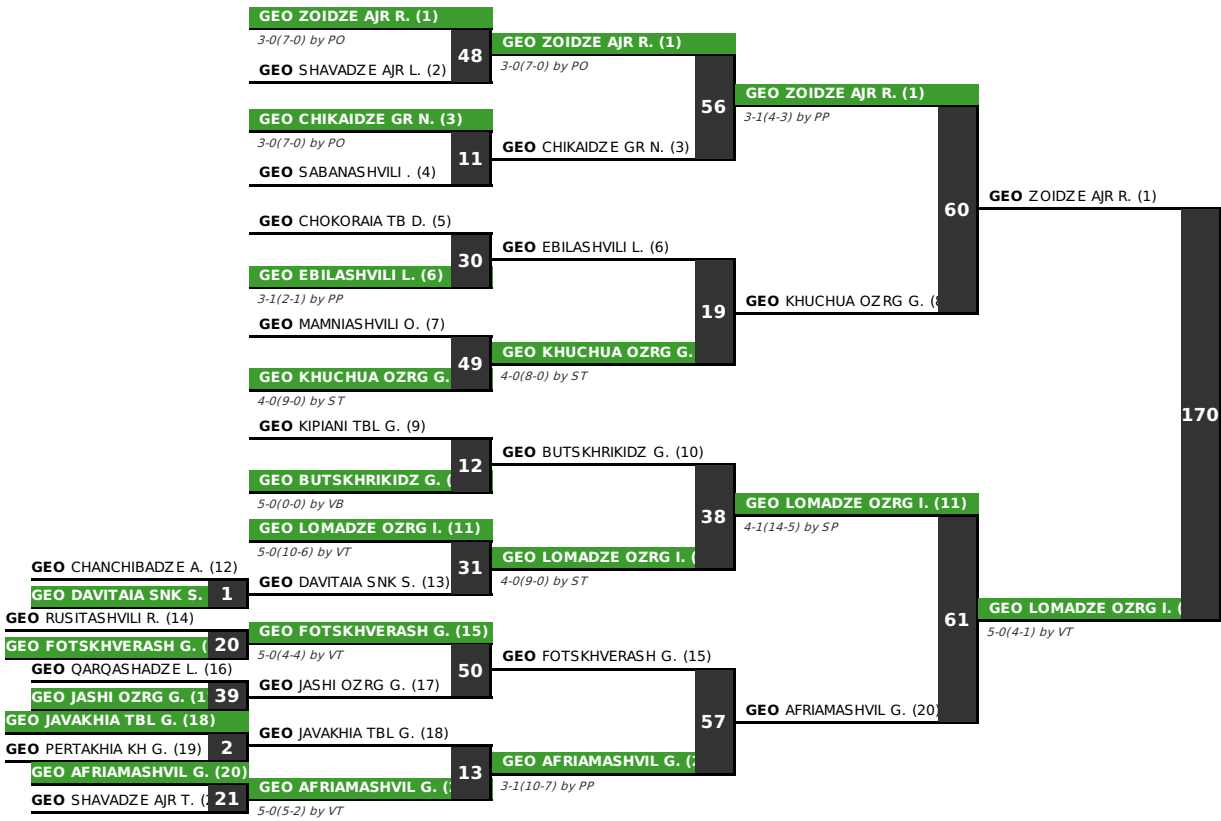 GEO ZOIDZE AJR R. (1)
3-0(7-0) by PO
GEO SHAVADZE AJR L. (2)
48
GEO CHIKAIDZE GR N. (3)
3-0(7-0) by PO
GEO SABANASHVILI . (4)
11
GEO CHOKORAIA TB D. (5)
GEO EBILASHVILI L. (6)
3-1(2-1) by PP
30
GEO MAMNIASHVILI O. (7)
GEO KHUCHUA OZRG G.
4-0(9-0) by ST
49
GEO KIPIANI TBL G. (9)
GEO BUTSKHRIKIDZ G. (
5-0(0-0) by VB
12
GEO LOMADZE OZRG I. (11)
5-0(10-6) by VT
GEO DAVITAIA SNK S. (13)
31
GEO CHANCHIBADZE A. (12)
GEO DAVITAIA SNK S.
1
GEO RUSITASHVILI R. (14)
GEO FOTSKHVERASH G. (
20
GEO QARQASHADZE L. (16)
GEO JASHI OZRG G. (1
39
GEO JAVAKHIA TBL G. (18)
GEO PERTAKHIA KH G. (19)
2
GEO AFRIAMASHVIL G. (20)
GEO SHAVADZE AJR T. (
21
GEO FOTSKHVERASH G. (15)
5-0(4-4) by VT
GEO JASHI OZRG G. (17)
50
GEO JAVAKHIA TBL G. (18)
GEO AFRIAMASHVIL G. (
5-0(5-2) by VT
13
GEO ZOIDZE AJR R. (1)
3-0(7-0) by PO
GEO CHIKAIDZE GR N. (3)
56
GEO EBILASHVILI L. (6)
GEO KHUCHUA OZRG G.
4-0(8-0) by ST
19
GEO BUTSKHRIKIDZ G. (10)
GEO LOMADZE OZRG I. (
4-0(9-0) by ST
38
GEO FOTSKHVERASH G. (15)
GEO AFRIAMASHVIL G. (2
3-1(10-7) by PP
57
GEO ZOIDZE AJR R. (1)
3-1(4-3) by PP
GEO KHUCHUA OZRG G. (8
60
GEO LOMADZE OZRG I. (11)
4-1(14-5) by SP
GEO AFRIAMASHVIL G. (20)
61
GEO ZOIDZE AJR R. (1)
GEO LOMADZE OZRG I. (
5-0(4-1) by VT
170